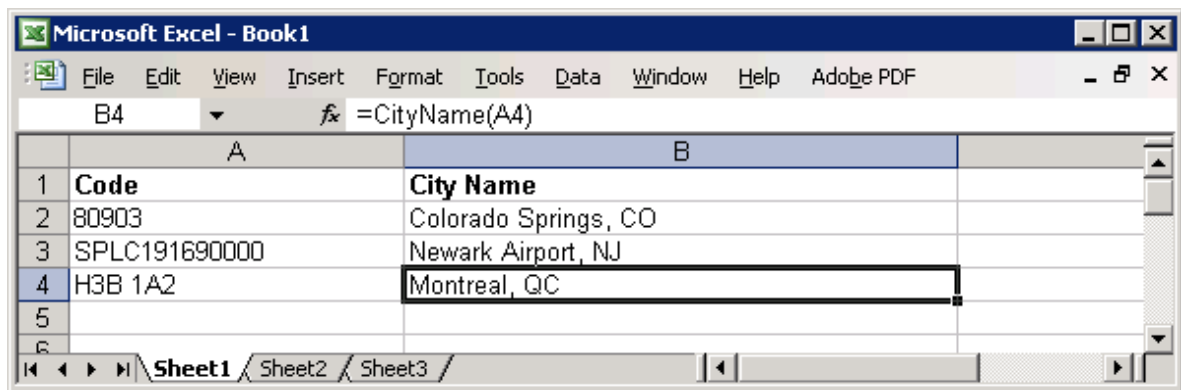 Microsoft Excel - Book1
File Edit View Insert Format Tools Data Window Help Adobe PDF
B4 fx =CityName(A4)
A B
1 Code City Name
2 80903 Colorado Springs, CO
3 SPLC191690000 Newark Airport, NJ
4 H3B 1A2 Montreal, QC
5
6
Sheet1 / Sheet2 / Sheet3 /